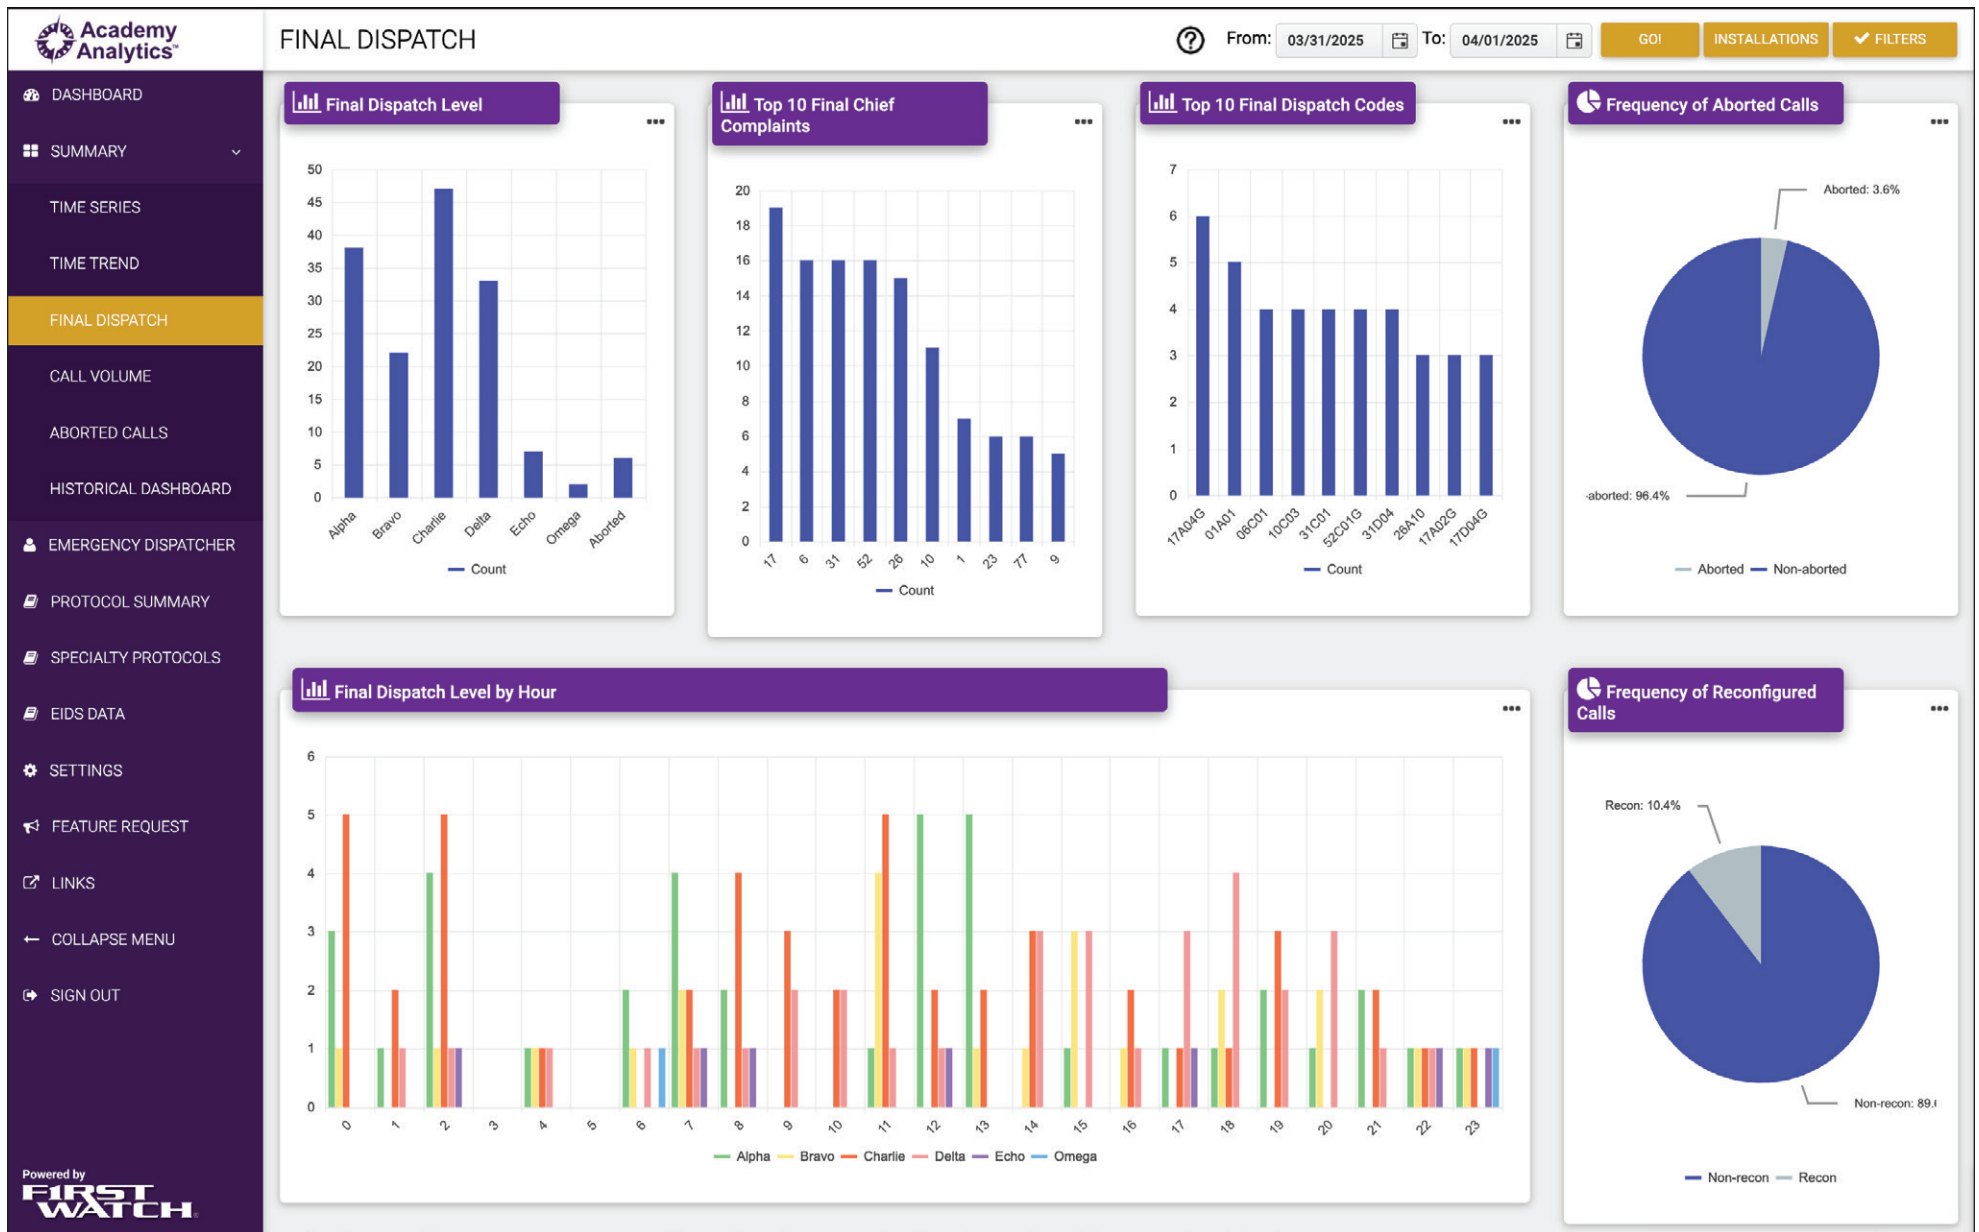 Academy
Analytics™
FINAL DISPATCH
From: 03/31/2025 To: 04/01/2025
GO!
INSTALLATIONS
FILTERS
DASHBOARD
SUMMARY
TIME SERIES
TIME TREND
FINAL DISPATCH
CALL VOLUME
ABORTED CALLS
HISTORICAL DASHBOARD
EMERGENCY DISPATCHER
PROTOCOL SUMMARY
SPECIALTY PROTOCOLS
EIDS DATA
SETTINGS
FEATURE REQUEST
LINKS
COLLAPSE MENU
SIGN OUT
Powered by
FIRST
WATCH®
Final Dispatch Level
50
45
40
35
30
25
20
15
10
5
0
Alpha Bravo Charlie Delta Echo Omega Aborted
Count
Top 10 Final Chief
Complaints
20
18
16
14
12
10
8
6
4
2
0
17 6 31 52 26 10 1 23 77 9
Count
Top 10 Final Dispatch Codes
7
6
5
4
3
2
1
0
17A04G 01A01 06C01 10C03 31C01 52C01G 31D04 26A10 17A02G 17D04G
Count
Frequency of Aborted Calls
Aborted: 3.6%
-aborted: 96.4%
Aborted Non-aborted
Final Dispatch Level by Hour
6
5
4
3
2
1
0
0 1 2 3 4 5 6 7 8 9 10 11 12 13 14 15 16 17 18 19 20 21 22 23
Alpha Bravo Charlie Delta Echo Omega
Frequency of Reconfigured
Calls
Recon: 10.4%
Non-recon: 89.
Non-recon Recon